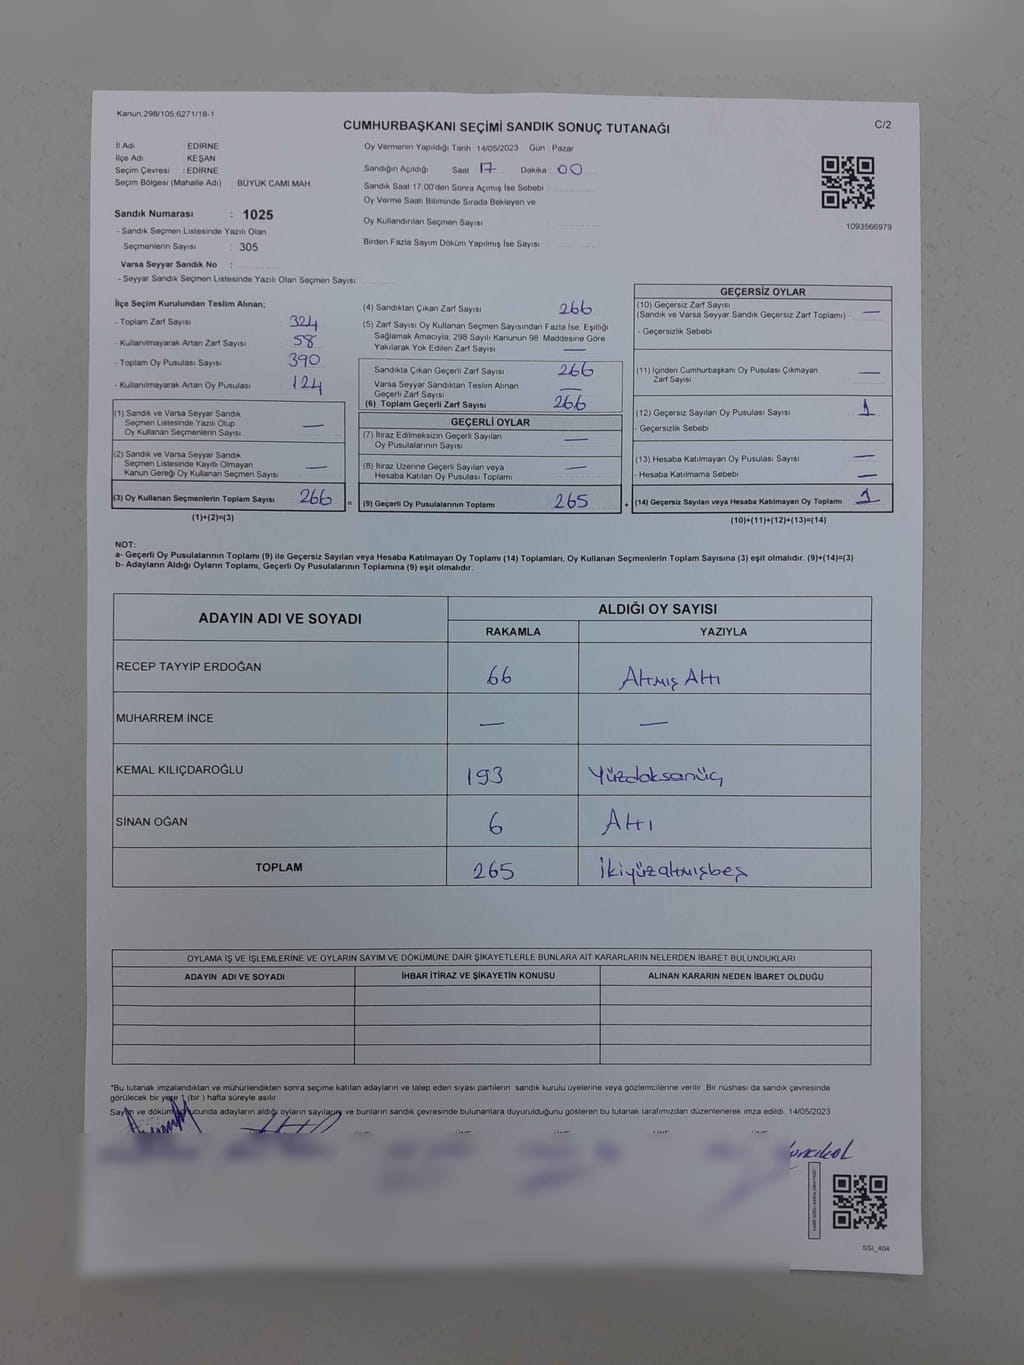 Kanun:298/105.6271/18-1
CUMHURBAŞKANI SEÇİMİ SANDIK SONUÇ TUTANAĞI
C/2
İl Adı : EDİRNE
İlçe Adı : KEŞAN
Seçim Çevresi : EDİRNE
Seçim Bölgesi (Mahalle Adı) : BÜYÜK CAMİ MAH.
Sandık Numarası : 1025
- Sandık Seçmen Listesinde Yazılı Olan
Seçmenlerin Sayısı : 305
Varsa Seyyar Sandık No :
- Seyyar Sandık Seçmen Listesinde Yazılı Olan Seçmen Sayısı:
Oy Vermenin Yapıldığı Tarih :14/05/2023 Gün : Pazar
Sandığın Açıldığı Saat : 17 Dakika : 00
Sandık Saat 17.00'den Sonra Açımış İse Sebebi :
Oy Verme Saati Bitiminde Sırada Bekleyen ve
Oy Kullandırılan Seçmen Sayısı :
Birden Fazla Sayım Döküm Yapılmış İse Sayısı :
1093566979
İlçe Seçim Kurulundan Teslim Alınan;
- Toplam Zarf Sayısı : 324
- Kullanılmayarak Artan Zarf Sayısı : 58
- Toplam Oy Pusulası Sayısı : 390
- Kullanılmayarak Artan Oy Pusulası : 124
(1) Sandık ve Varsa Seyyar Sandık
Seçmen Listesinde Yazılı Olup
Oy Kullanan Seçmenlerin Sayısı : —
(2) Sandık ve Varsa Seyyar Sandık
Seçmen Listesinde Kayıtlı Olmayan
Kanun Gereği Oy Kullanan Seçmen Sayısı : —
(3) Oy Kullanan Seçmenlerin Toplam Sayısı : 266 =
(1)+(2)=(3)
(4) Sandıktan Çıkan Zarf Sayısı : 266
(5) Zarf Sayısı Oy Kullanan Seçmen Sayısından Fazla İse, Eşitliği
Sağlamak Amacıyla, 298 Sayılı Kanunun 98. Maddesine Göre
Yakılarak Yok Edilen Zarf Sayısı : —
Sandıkta Çıkan Geçerli Zarf Sayısı : 266
Varsa Seyyar Sandıktan Teslim Alınan
Geçerli Zarf Sayısı : —
(6) Toplam Geçerli Zarf Sayısı : 266
GEÇERLİ OYLAR
(7) İtiraz Edilmeksizin Geçerli Sayılan
Oy Pusulalarının Sayısı : —
(8) İtiraz Üzerine Geçerli Sayılan veya
Hesaba Katılan Oy Pusulası Toplamı : —
(9) Geçerli Oy Pusulalarının Toplamı : 265 +
GEÇERSİZ OYLAR
(10) Geçersiz Zarf Sayısı
(Sandık ve Varsa Seyyar Sandık Geçersiz Zarf Toplamı) : —
- Geçersizlik Sebebi :
(11) İçinden Cumhurbaşkanı Oy Pusulası Çıkmayan
Zarf Sayısı : —
(12) Geçersiz Sayılan Oy Pusulası Sayısı : 1
- Geçersizlik Sebebi :
(13) Hesaba Katılmayan Oy Pusulası Sayısı : —
- Hesaba Katılmama Sebebi : —
(14) Geçersiz Sayılan veya Hesaba Katılmayan Oy Toplamı : 1
(10)+(11)+(12)+(13)=(14)
NOT:
a- Geçerli Oy Pusulalarının Toplamı (9) ile Geçersiz Sayılan veya Hesaba Katılmayan Oy Toplamı (14) Toplamları, Oy Kullanan Seçmenlerin Toplam Sayısına (3) eşit olmalıdır. (9)+(14)=(3)
b- Adayların Aldığı Oyların Toplamı, Geçerli Oy Pusulalarının Toplamına (9) eşit olmalıdır.
ADAYIN ADI VE SOYADI
ALDIĞI OY SAYISI
RAKAMLA YAZIYLA
RECEP TAYYİP ERDOĞAN 66 Altmış Altı
MUHARREM İNCE — —
KEMAL KILIÇDAROĞLU 193 Yüzdoksanüç
SİNAN OĞAN 6 Altı
TOPLAM 265 İkiyüzaltmışbeş
OYLAMA İŞ VE İŞLEMLERİNE VE OYLARIN SAYIM VE DÖKÜMÜNE DAİR ŞİKAYETLERLE BUNLARA AİT KARARLARIN NELERDEN İBARET BULUNDUKLARI
ADAYIN ADI VE SOYADI İHBAR İTİRAZ VE ŞİKAYETİN KONUSU ALINAN KARARIN NEDEN İBARET OLDUĞU
*Bu tutanak imzalandıktan ve mühürlendikten sonra seçime katılan adayların ve talep eden siyasi partilerin sandık kurulu üyelerine veya gözlemcilerine verilir. Bir nüshası da sandık çevresinde
görülecek bir yere 1 (bir ) hafta süreyle asılır.
Sayım ve döküm sonucunda adayların aldığı oyların sayılarını ve bunların sandık çevresinde bulunanlara duyurulduğunu gösteren bu tutanak tarafımızdan düzenlenerek imza edildi. 14/05/2023
SSI_404